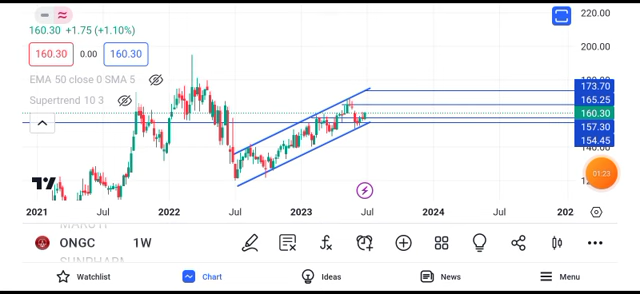 220.00
160.30 +1.75 (+1.10%)
200.00
160.30 0.00 160.30
EMA 50 close 0 SMA 5
Supertrend 10 3
173.70
165.25
160.30
157.30
154.45
01:23
2021 Jul 2022 Jul 2023 Jul 2024 Jul 202
ONGC 1W
Watchlist Chart Ideas News Menu